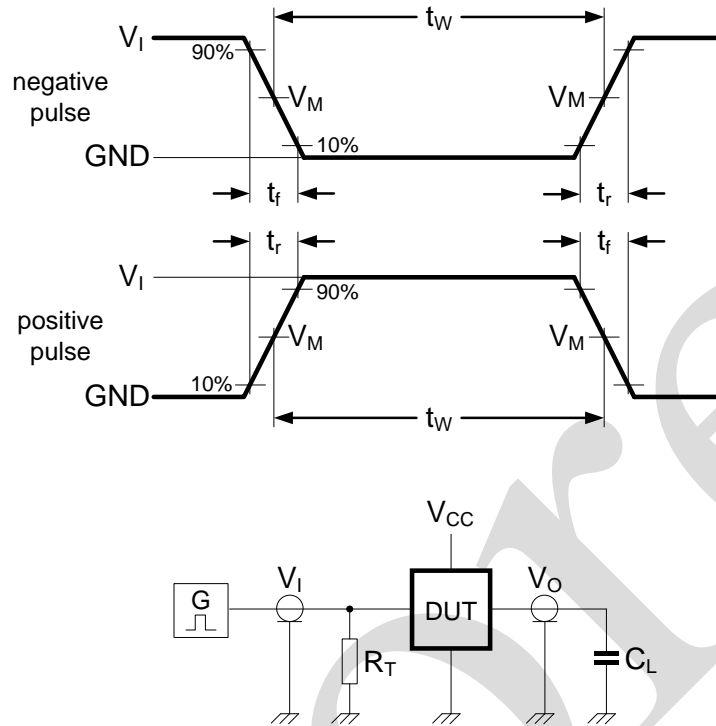 V_I
90%
t_W
negative
pulse
V_M
V_M
GND
10%
t_f
t_r
t_r
t_f
V_I
90%
positive
pulse
V_M
V_M
10%
GND
t_W
V_CC
G
V_I
DUT
V_O
R_T
C_L